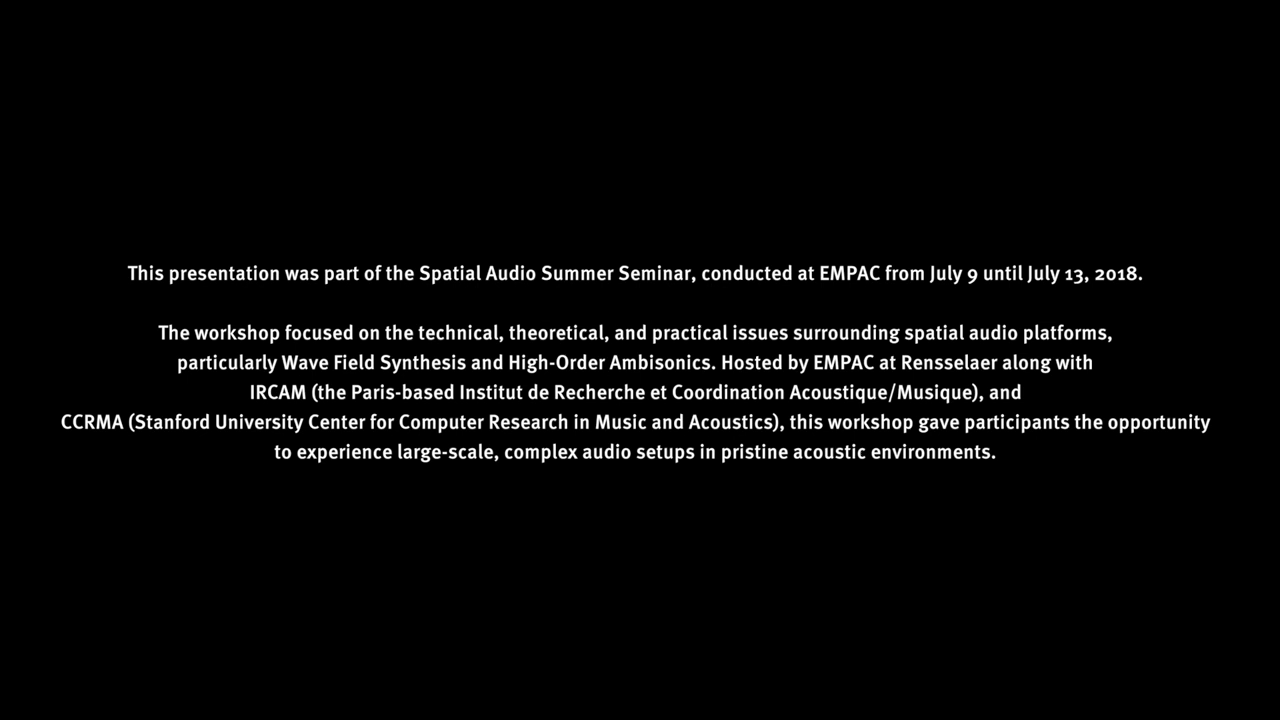 This presentation was part of the Spatial Audio Summer Seminar, conducted at EMPAC from July 9 until July 13, 2018.
The workshop focused on the technical, theoretical, and practical issues surrounding spatial audio platforms,
particularly Wave Field Synthesis and High-Order Ambisonics. Hosted by EMPAC at Rensselaer along with
IRCAM (the Paris-based Institut de Recherche et Coordination Acoustique/Musique), and
CCRMA (Stanford University Center for Computer Research in Music and Acoustics), this workshop gave participants the opportunity
to experience large-scale, complex audio setups in pristine acoustic environments.